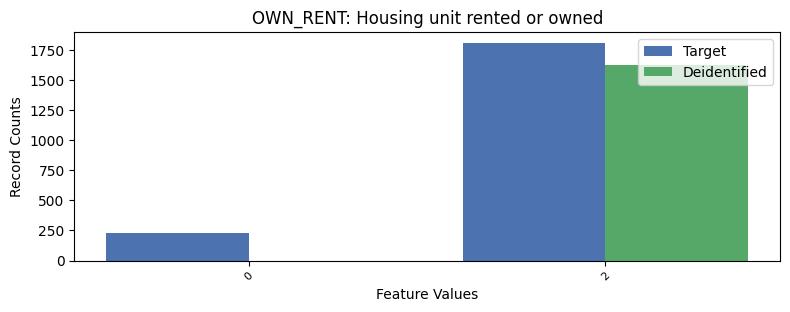 OWN_RENT: Housing unit rented or owned
Target
Deidentified
Record Counts
1750
1500
1250
1000
750
500
250
0
0
2
Feature Values